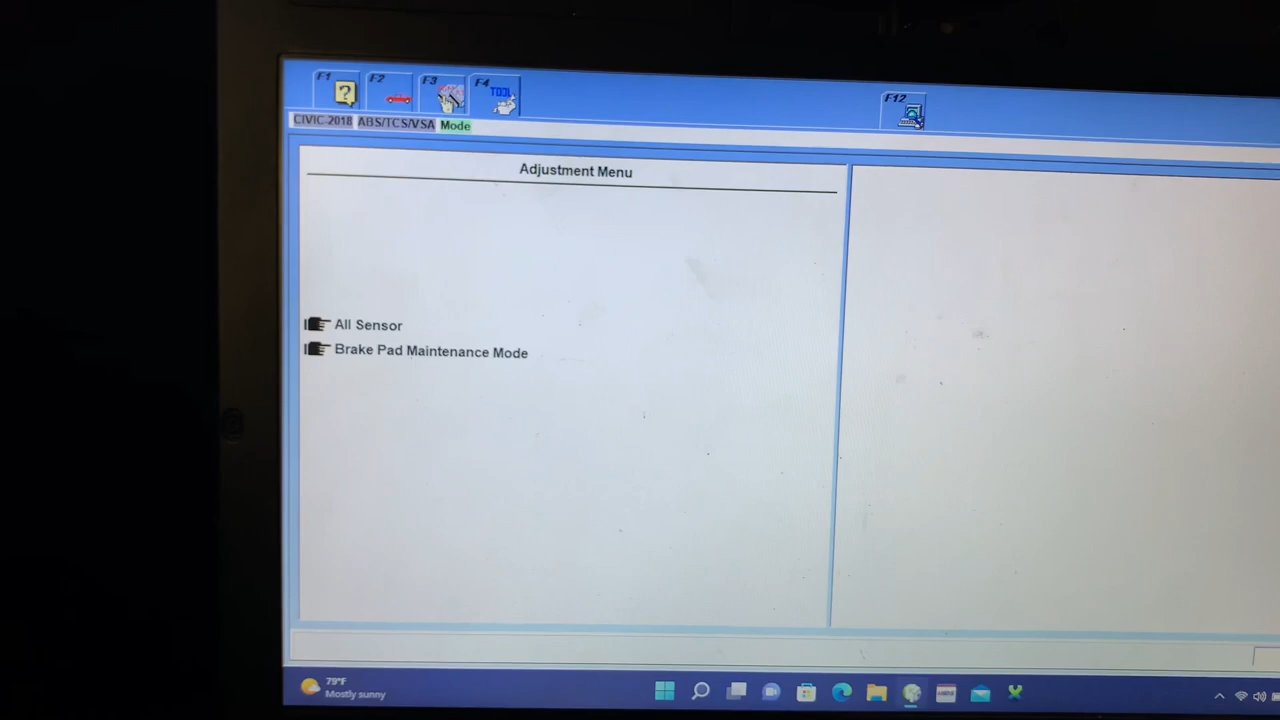 F1 F2 F3 F4 TOOL F12
CIVIC-2018 ABS/TCS/VSA Mode
Adjustment Menu
All Sensor
Brake Pad Maintenance Mode
79°F
Mostly sunny